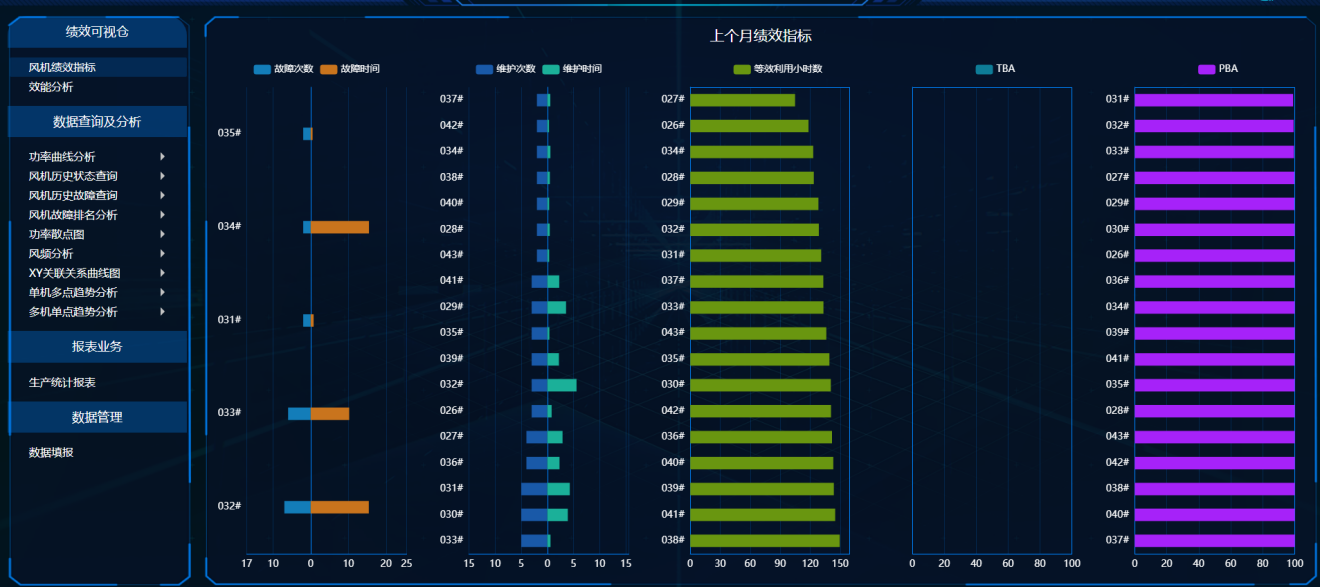 绩效可视仓
风机绩效指标
效能分析
数据查询及分析
功率曲线分析
风机历史状态查询
风机历史故障查询
风机故障排名分析
功率散点图
风频分析
XY关联关系曲线图
单机多点趋势分析
多机单点趋势分析
报表业务
生产统计报表
数据管理
数据填报
上个月绩效指标
故障次数 故障时间
035#
034#
031#
033#
032#
17 10 0 10 20 25
维护次数 维护时间
037#
042#
034#
038#
040#
028#
043#
041#
029#
035#
039#
032#
026#
027#
036#
031#
030#
033#
15 10 5 0 5 10 15
等效利用小时数
027#
026#
034#
028#
029#
032#
031#
037#
033#
043#
035#
030#
042#
036#
040#
039#
041#
038#
0 30 60 90 120 150
TBA
0 20 40 60 80 100
PBA
031#
032#
033#
027#
029#
030#
026#
036#
034#
039#
041#
035#
028#
043#
042#
038#
040#
037#
0 20 40 60 80 100